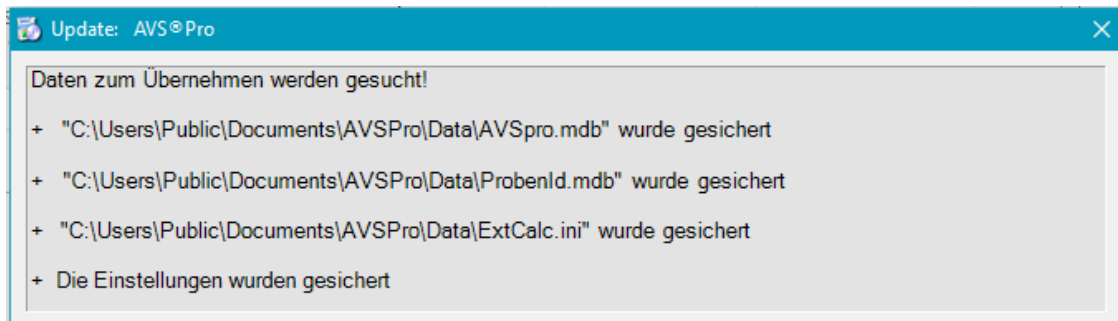 Update: AVS®Pro
Daten zum Übernehmen werden gesucht!
+ "C:\Users\Public\Documents\AVSPro\Data\AVSpro.mdb" wurde gesichert
+ "C:\Users\Public\Documents\AVSPro\Data\ProbenId.mdb" wurde gesichert
+ "C:\Users\Public\Documents\AVSPro\Data\ExtCalc.ini" wurde gesichert
+ Die Einstellungen wurden gesichert